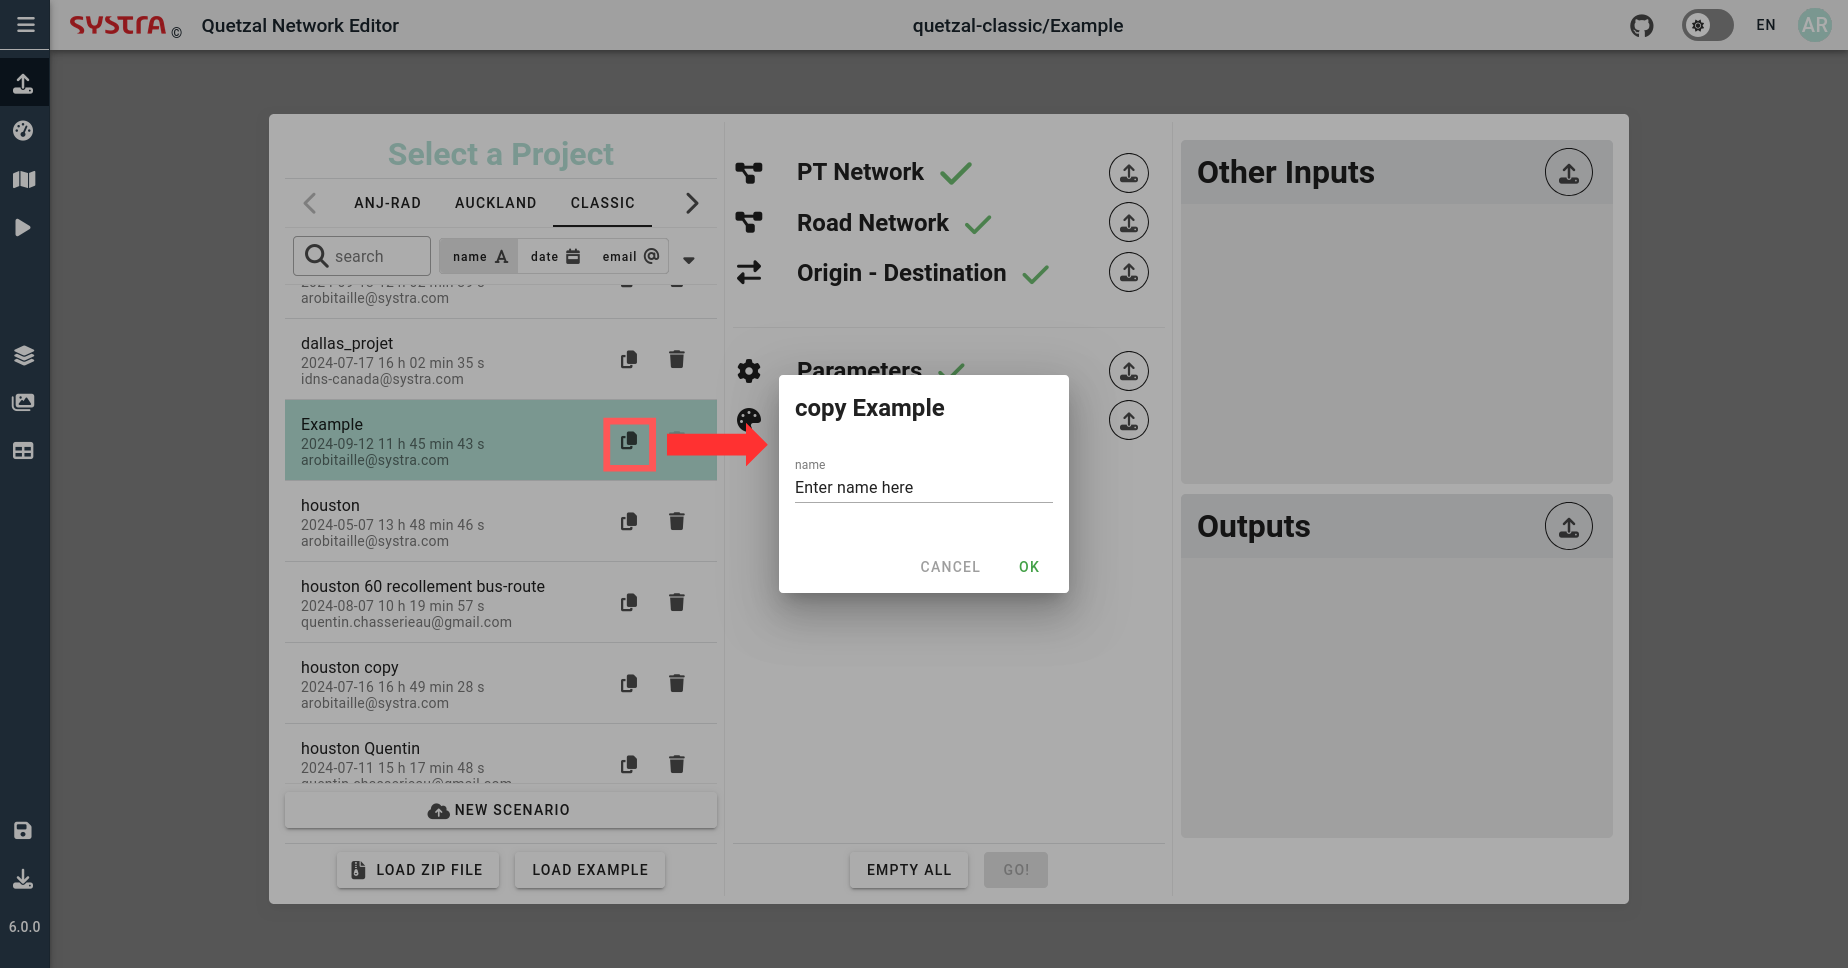 SYSTRA ©
Quetzal Network Editor
quetzal-classic/Example
EN
AR
Select a Project
ANJ-RAD
AUCKLAND
CLASSIC
search
name
date
email
arobitaille@systra.com
dallas_projet
2024-07-17 16 h 02 min 35 s
idns-canada@systra.com
Example
2024-09-12 11 h 45 min 43 s
arobitaille@systra.com
houston
2024-05-07 13 h 48 min 46 s
arobitaille@systra.com
houston 60 recollement bus-route
2024-08-07 10 h 19 min 57 s
quentin.chasserieau@gmail.com
houston copy
2024-07-16 16 h 49 min 28 s
arobitaille@systra.com
houston Quentin
2024-07-11 15 h 17 min 48 s
quentin.chasserieau@gmail.com
NEW SCENARIO
LOAD ZIP FILE
LOAD EXAMPLE
PT Network
Road Network
Origin - Destination
Parameters
EMPTY ALL
GO!
copy Example
name
Enter name here
CANCEL
OK
Other Inputs
Outputs
6.0.0